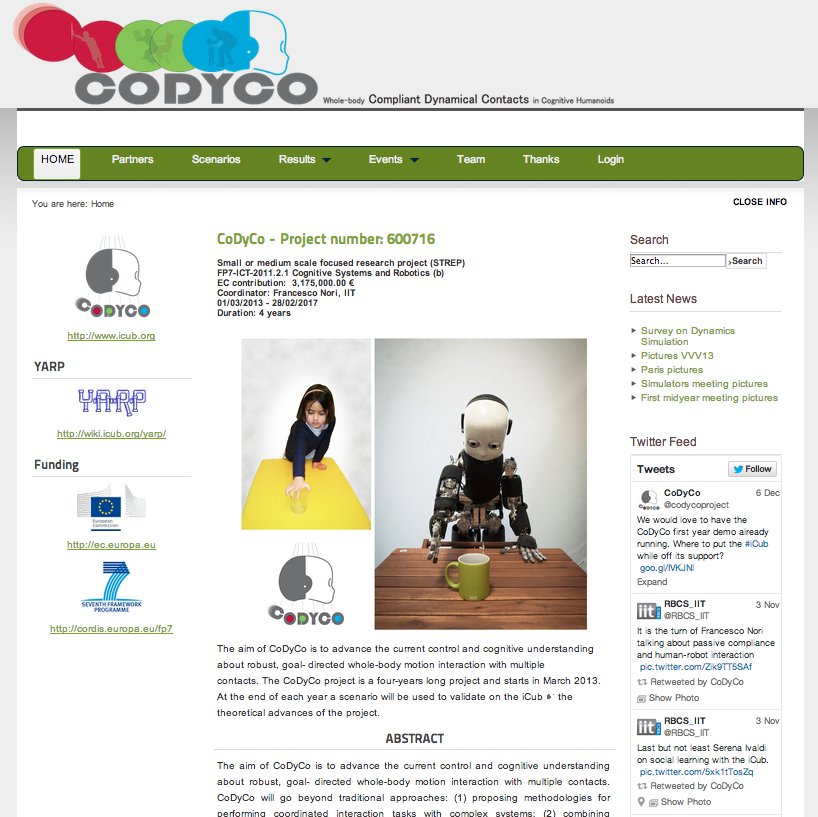 CODYCO
Whole-body Compliant Dynamical Contacts in Cognitive Humanoids
HOME Partners Scenarios Results Events Team Thanks Login
You are here: Home
CLOSE INFO
CODYCO
http://www.icub.org
YARP
YARP
http://wiki.icub.org/yarp/
Funding
European
Commission
http://ec.europa.eu
7
SEVENTH FRAMEWORK
PROGRAMME
http://cordis.europa.eu/fp7
CoDyCo - Project number: 600716
Small or medium scale focused research project (STREP)
FP7-ICT-2011.2.1 Cognitive Systems and Robotics (b)
EC contribution: 3,175,000.00 €
Coordinator: Francesco Nori, IIT
01/03/2013 - 28/02/2017
Duration: 4 years
CODYCO
The aim of CoDyCo is to advance the current control and cognitive understanding
about robust, goal- directed whole-body motion interaction with multiple
contacts. The CoDyCo project is a four-years long project and starts in March 2013.
At the end of each year a scenario will be used to validate on the iCub the
theoretical advances of the project.
ABSTRACT
The aim of CoDyCo is to advance the current control and cognitive understanding
about robust, goal- directed whole-body motion interaction with multiple contacts.
CoDyCo will go beyond traditional approaches: (1) proposing methodologies for
performing coordinated interaction tasks with complex systems; (2) combining
Search
Search...
Search
Latest News
Survey on Dynamics
Simulation
Pictures VVV13
Paris pictures
Simulators meeting pictures
First midyear meeting pictures
Twitter Feed
Tweets
Follow
CODYCO
CoDyCo 6 Dec
@codycoproject
We would love to have the
CoDyCo first year demo already
running. Where to put the #iCub
while off its support?
goo.gl/IVKJNl
Expand
iit
RBCS_IIT 3 Nov
@RBCS_IIT
It is the turn of Francesco Nori
talking about passive compliance
and human-robot interaction
pic.twitter.com/Zlk9TT5SAf
Retweeted by CoDyCo
Show Photo
iit
RBCS_IIT 3 Nov
@RBCS_IIT
Last but not least Serena Ivaldi
on social learning with the iCub.
pic.twitter.com/5xk1tTosZq
Retweeted by CoDyCo
Show Photo